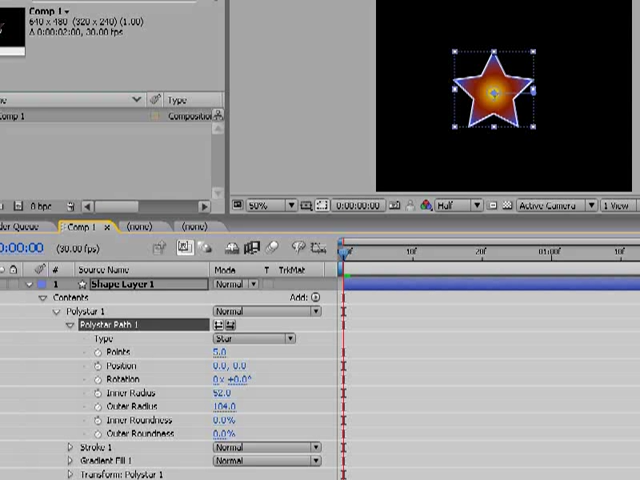 Comp 1
640 x 480 (320 x 240) (1.00)
Δ 0:00:02:00, 30.00 fps
Type
Comp 1 Composition
0 bpc
50% 0:00:00:00 Half Active Camera 1 View
Queue Comp 1 × (none) (none)
0:00:00 (30.00 fps)
10f 20f 01:00f 10f
# Source Name Mode T TrkMat
1 Shape Layer 1 Normal
Contents Add:
Polystar 1 Normal
Polystar Path 1
Type Star
Points 5.0
Position 0.0, 0.0
Rotation 0 x +0.0°
Inner Radius 52.0
Outer Radius 104.0
Inner Roundness 0.0%
Outer Roundness 0.0%
Stroke 1 Normal
Gradient Fill 1 Normal
Transform: Polystar 1